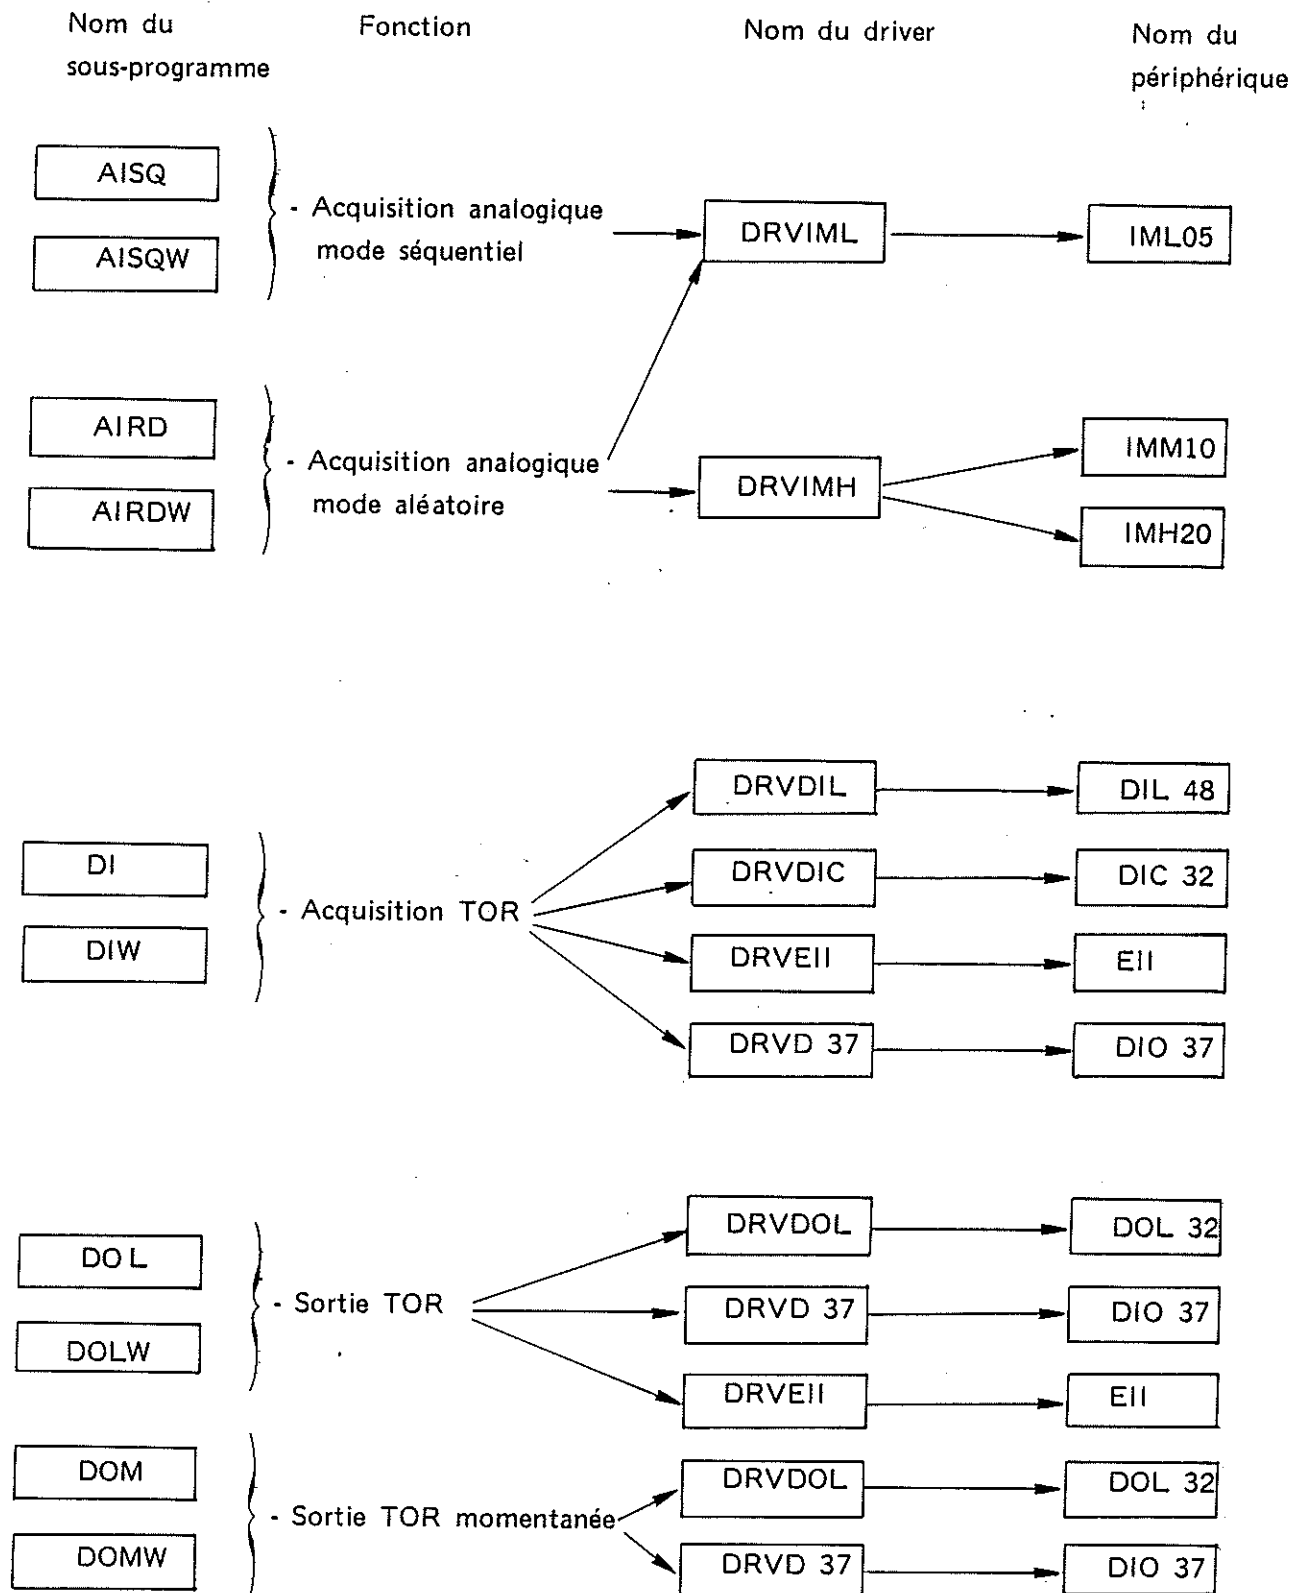 Nom du
sous-programme
Fonction
Nom du driver
Nom du
périphérique
AISQ
AISQW
- Acquisition analogique
mode séquentiel
DRVIML
IML05
AIRD
AIRDW
- Acquisition analogique
mode aléatoire
DRVIMH
IMM10
IMH20
DI
DIW
- Acquisition TOR
DRVDIL
DIL 48
DRVDIC
DIC 32
DRVEII
EII
DRVD 37
DIO 37
DOL
DOLW
- Sortie TOR
DRVDOL
DOL 32
DRVD 37
DIO 37
DRVEII
EII
DOM
DOMW
- Sortie TOR momentanée
DRVDOL
DOL 32
DRVD 37
DIO 37